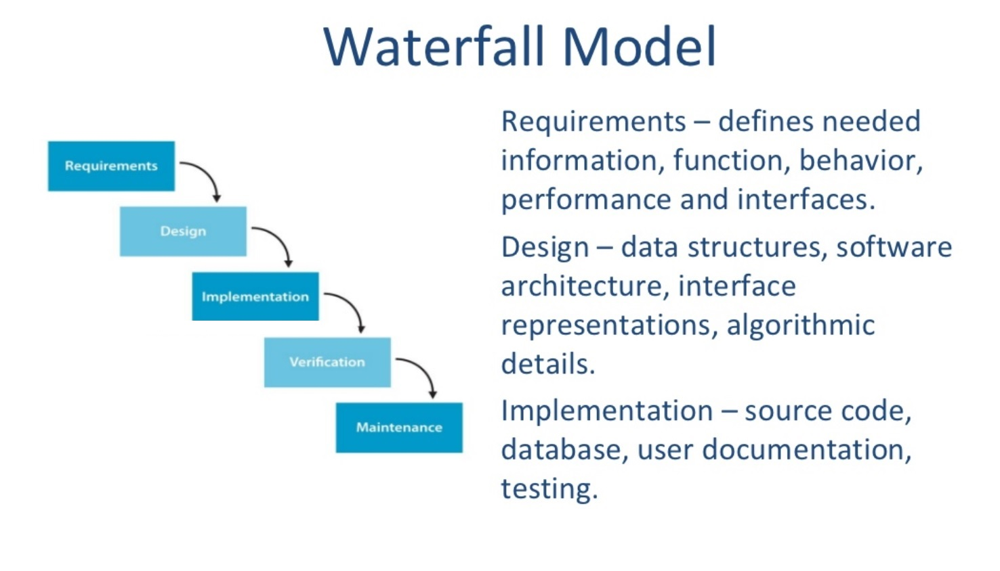 Waterfall Model
Requirements
Design
Implementation
Verification
Maintenance
Requirements – defines needed
information, function, behavior,
performance and interfaces.
Design – data structures, software
architecture, interface
representations, algorithmic
details.
Implementation – source code,
database, user documentation,
testing.